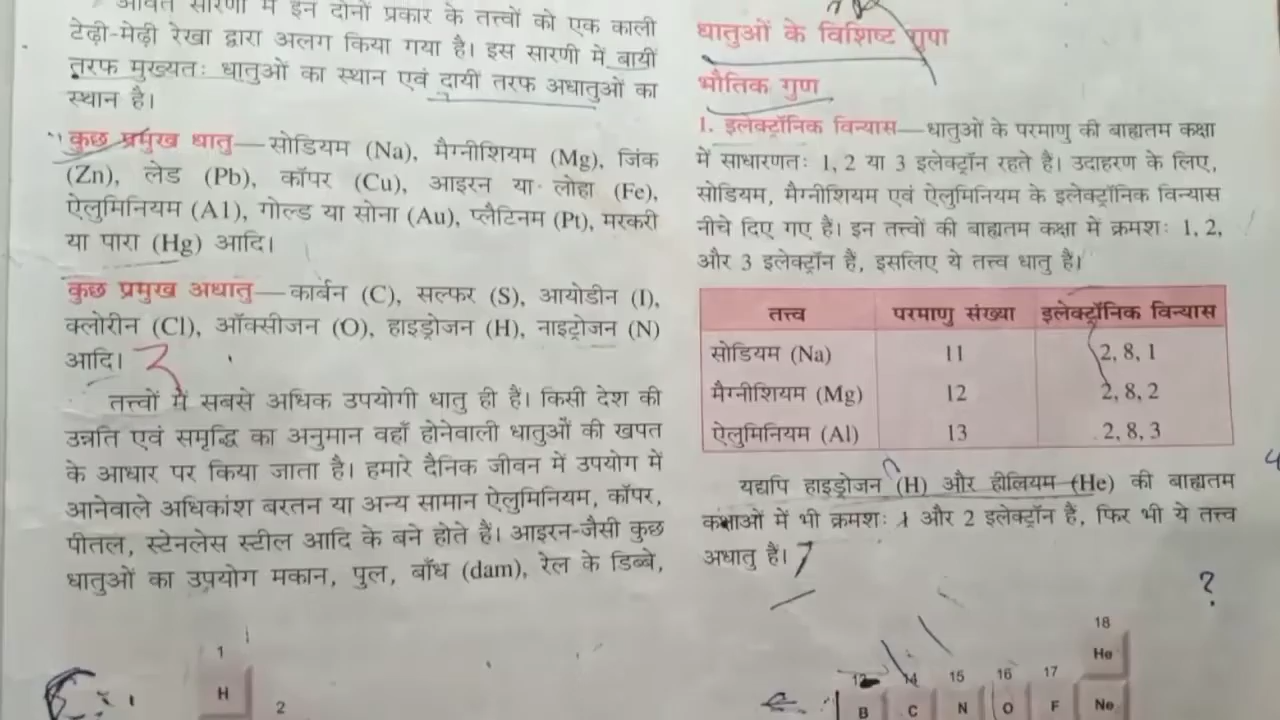 आवर्त सारणी में इन दोनों प्रकार के तत्त्वों को एक काली
टेढ़ी-मेढ़ी रेखा द्वारा अलग किया गया है। इस सारणी में बायीं
तरफ मुख्यतः धातुओं का स्थान एवं दायीं तरफ अधातुओं का
स्थान है।
कुछ प्रमुख धातु—सोडियम (Na), मैग्नीशियम (Mg), जिंक
(Zn), लेड (Pb), कॉपर (Cu), आइरन या लोहा (Fe),
ऐलुमिनियम (A1), गोल्ड या सोना (Au), प्लैटिनम (Pt), मरकरी
या पारा (Hg) आदि।
कुछ प्रमुख अधातु—कार्बन (C), सल्फर (S), आयोडीन (I),
क्लोरीन (Cl), ऑक्सीजन (O), हाइड्रोजन (H), नाइट्रोजन (N)
आदि।
तत्त्वों में सबसे अधिक उपयोगी धातु ही हैं। किसी देश की
उन्नति एवं समृद्धि का अनुमान वहाँ होनेवाली धातुओं की खपत
के आधार पर किया जाता है। हमारे दैनिक जीवन में उपयोग में
आनेवाले अधिकांश बरतन या अन्य सामान ऐलुमिनियम, कॉपर,
पीतल, स्टेनलेस स्टील आदि के बने होते हैं। आइरन-जैसी कुछ
धातुओं का उपयोग मकान, पुल, बाँध (dam), रेल के डिब्बे,
धातुओं के विशिष्ट गुण
भौतिक गुण
1. इलेक्ट्रॉनिक विन्यास—धातुओं के परमाणु की बाह्यतम कक्षा
में साधारणतः 1, 2 या 3 इलेक्ट्रॉन रहते हैं। उदाहरण के लिए,
सोडियम, मैग्नीशियम एवं ऐलुमिनियम के इलेक्ट्रॉनिक विन्यास
नीचे दिए गए हैं। इन तत्त्वों की बाह्यतम कक्षा में क्रमशः 1, 2,
और 3 इलेक्ट्रॉन हैं, इसलिए ये तत्त्व धातु हैं।
तत्त्व परमाणु संख्या इलेक्ट्रॉनिक विन्यास
सोडियम (Na) 11 2, 8, 1
मैग्नीशियम (Mg) 12 2, 8, 2
ऐलुमिनियम (Al) 13 2, 8, 3
यद्यपि हाइड्रोजन (H) और हीलियम (He) की बाह्यतम
कक्षाओं में भी क्रमशः 1 और 2 इलेक्ट्रॉन हैं, फिर भी ये तत्त्व
अधातु हैं।
?
1
H
2
18
He
13 14 15 16 17
B C N O F Ne